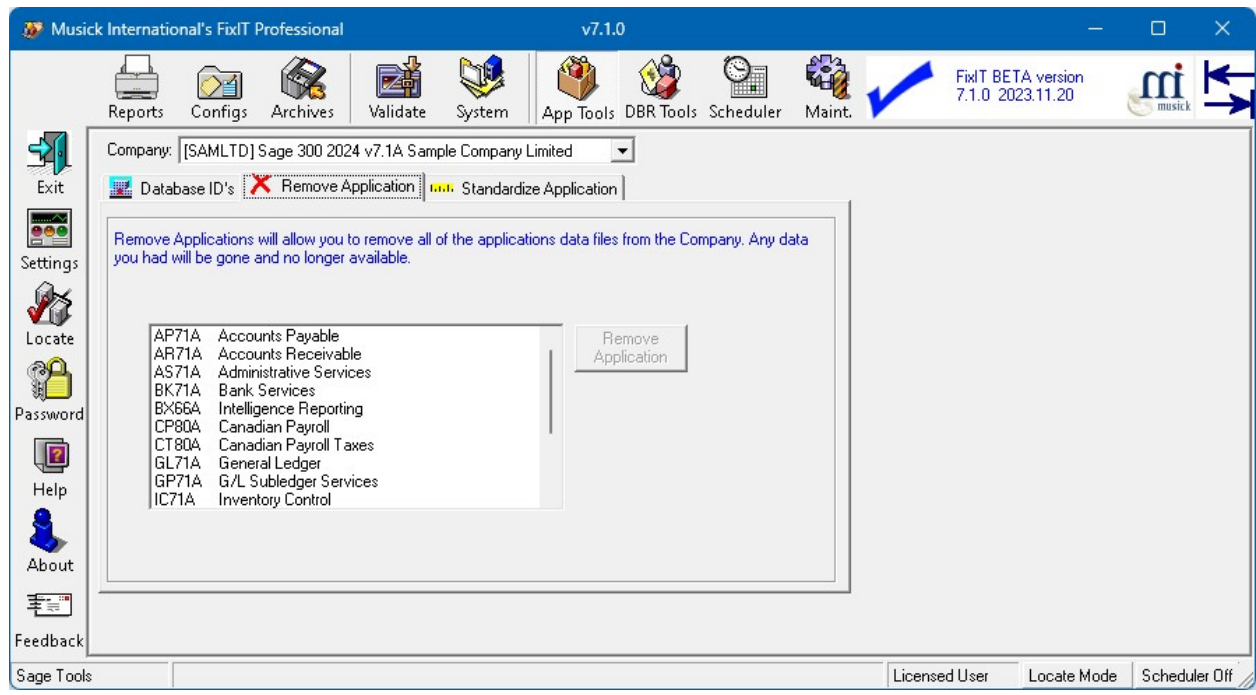 Musick International's FixIT Professional v7.1.0
Reports Configs Archives Validate System App Tools DBR Tools Scheduler Maint.
FixIT BETA version
7.1.0 2023.11.20
mi
musick
Exit
Settings
Locate
Password
Help
About
Feedback
Company: [SAMLTD] Sage 300 2024 v7.1A Sample Company Limited
Database ID's Remove Application Standardize Application
Remove Applications will allow you to remove all of the applications data files from the Company. Any data
you had will be gone and no longer available.
AP71A Accounts Payable
AR71A Accounts Receivable
AS71A Administrative Services
BK71A Bank Services
BX66A Intelligence Reporting
CP80A Canadian Payroll
CT80A Canadian Payroll Taxes
GL71A General Ledger
GP71A G/L Subledger Services
IC71A Inventory Control
Remove
Application
Sage Tools Licensed User Locate Mode Scheduler Off